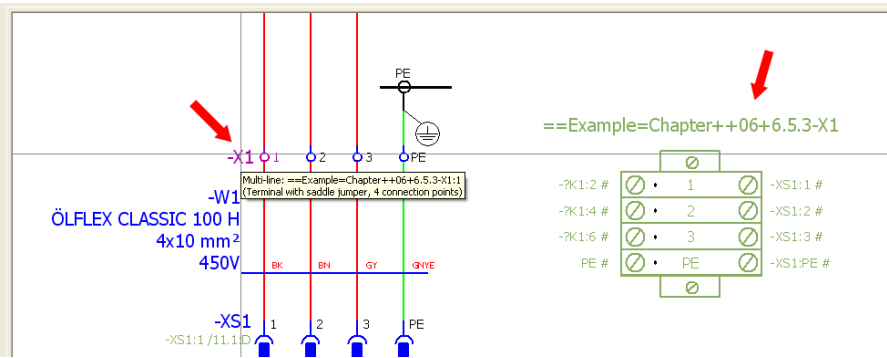 PE
==Example=Chapter++06+6.5.3-X1
-X1 1 2 3 PE
Multi-line: ==Example=Chapter++06+6.5.3-X1:1
(Terminal with saddle jumper, 4 connection points)
-W1
ÖLFLEX CLASSIC 100 H
4x10 mm²
450V
BK BN GY GNYE
-?K1:2 # 1 -XS1:1 #
-?K1:4 # 2 -XS1:2 #
-?K1:6 # 3 -XS1:3 #
PE # PE -XS1:PE #
-XS1 1 2 3 PE
-XS1:1 /11.1:D